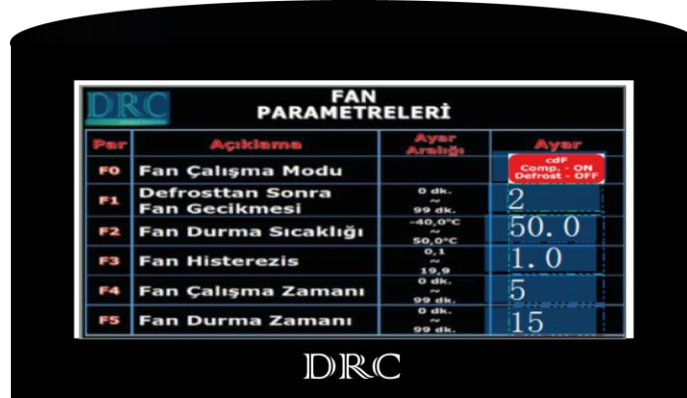 DRC
FAN
PARAMETRELERİ
Par Açıklama Ayar Aralığı Ayar
F0 Fan Çalışma Modu cdF
Comp. - ON
Defrost - OFF
F1 Defrosttan Sonra
Fan Gecikmesi
0 dk.
~
99 dk.
2
F2 Fan Durma Sıcaklığı
-40,0°C
~
50,0°C
50.0
F3 Fan Histerezis
0,1
~
19,9
1.0
F4 Fan Çalışma Zamanı
0 dk.
~
99 dk.
5
F5 Fan Durma Zamanı
0 dk.
~
99 dk.
15
DRC